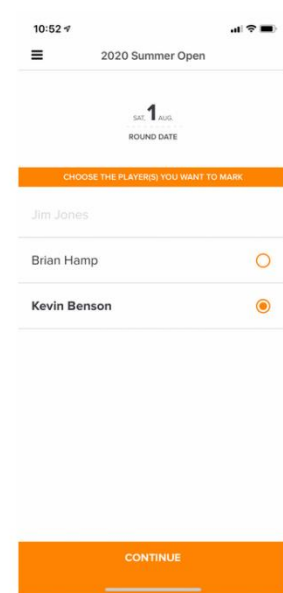 10:52
2020 Summer Open
SAT. 1 AUG.
ROUND DATE
CHOOSE THE PLAYER(S) YOU WANT TO MARK
Jim Jones
Brian Hamp
Kevin Benson
CONTINUE